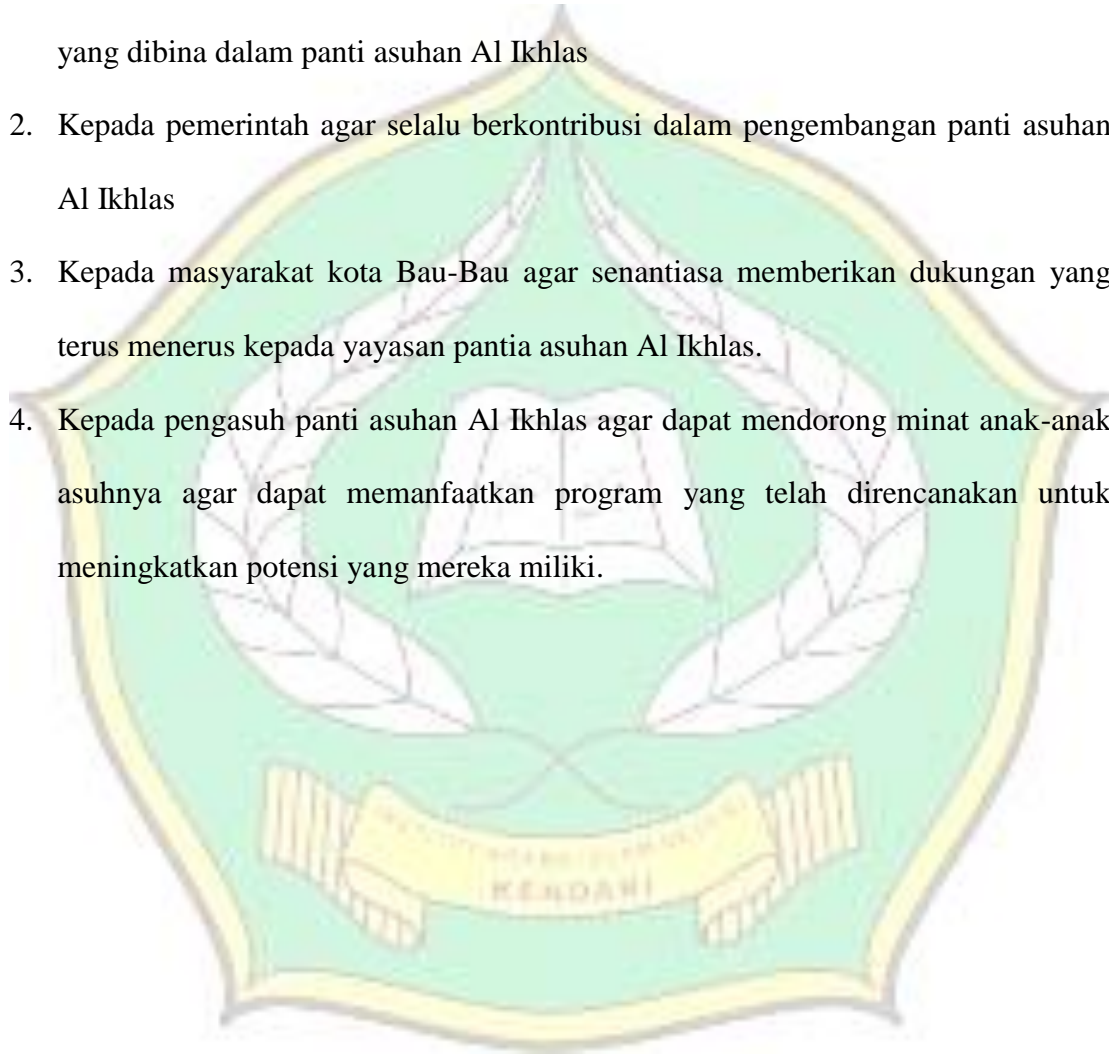 yang dibina dalam panti asuhan Al Ikhlas
2. Kepada pemerintah agar selalu berkontribusi dalam pengembangan panti asuhan
Al Ikhlas
3. Kepada masyarakat kota Bau-Bau agar senantiasa memberikan dukungan yang
terus menerus kepada yayasan pantia asuhan Al Ikhlas.
4. Kepada pengasuh panti asuhan Al Ikhlas agar dapat mendorong minat anak-anak
asuhnya agar dapat memanfaatkan program yang telah direncanakan untuk
meningkatkan potensi yang mereka miliki.
KENDARI